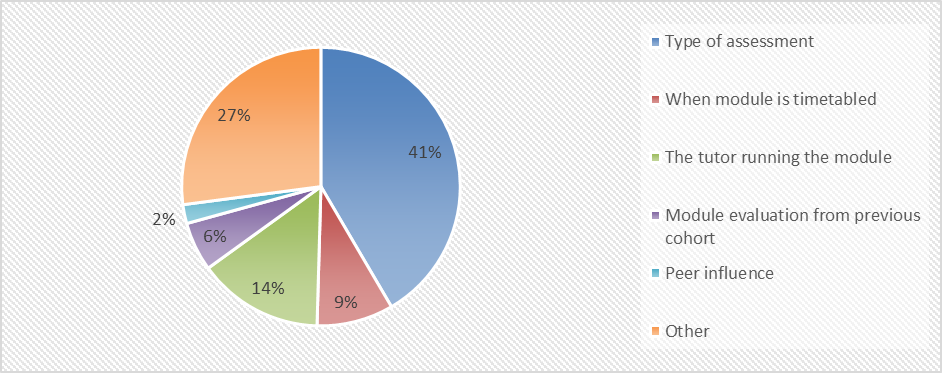 Type of assessment
When module is timetabled
The tutor running the module
Module evaluation from previous
cohort
Peer influence
Other
41%
9%
14%
6%
2%
27%